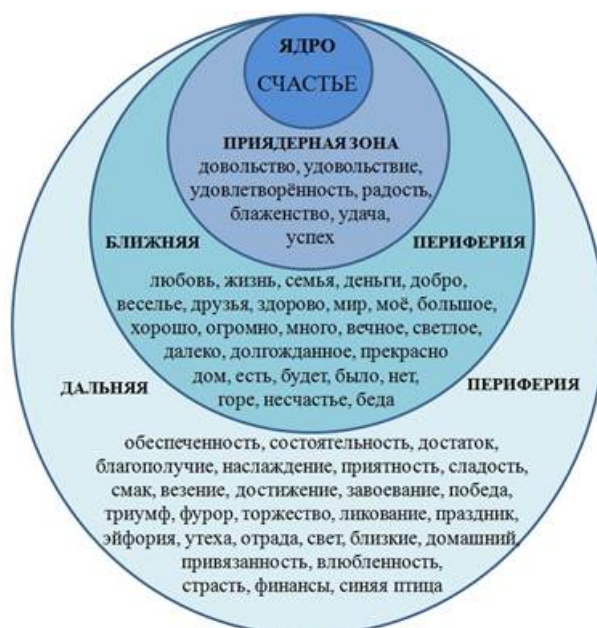 ЯДРО
СЧАСТЬЕ
ПРИЯДЕРНАЯ ЗОНА
довольство, удовольствие,
удовлетворённость, радость,
блаженство, удача,
успех
БЛИЖНЯЯ ПЕРИФЕРИЯ
любовь, жизнь, семья, деньги, добро,
веселье, друзья, здорово, мир, моё, большое,
хорошо, огромно, много, вечное, светлое,
далеко, долгожданное, прекрасно
дом, есть, будет, было, нет,
горе, несчастье, беда
ДАЛЬНЯЯ ПЕРИФЕРИЯ
обеспеченность, состоятельность, достаток,
благополучие, наслаждение, приятность, сладость,
смак, везение, достижение, завоевание, победа,
триумф, фурор, торжество, ликование, праздник,
эйфория, утеха, отрада, свет, близкие, домашний,
привязанность, влюбленность,
страсть, финансы, синяя птица